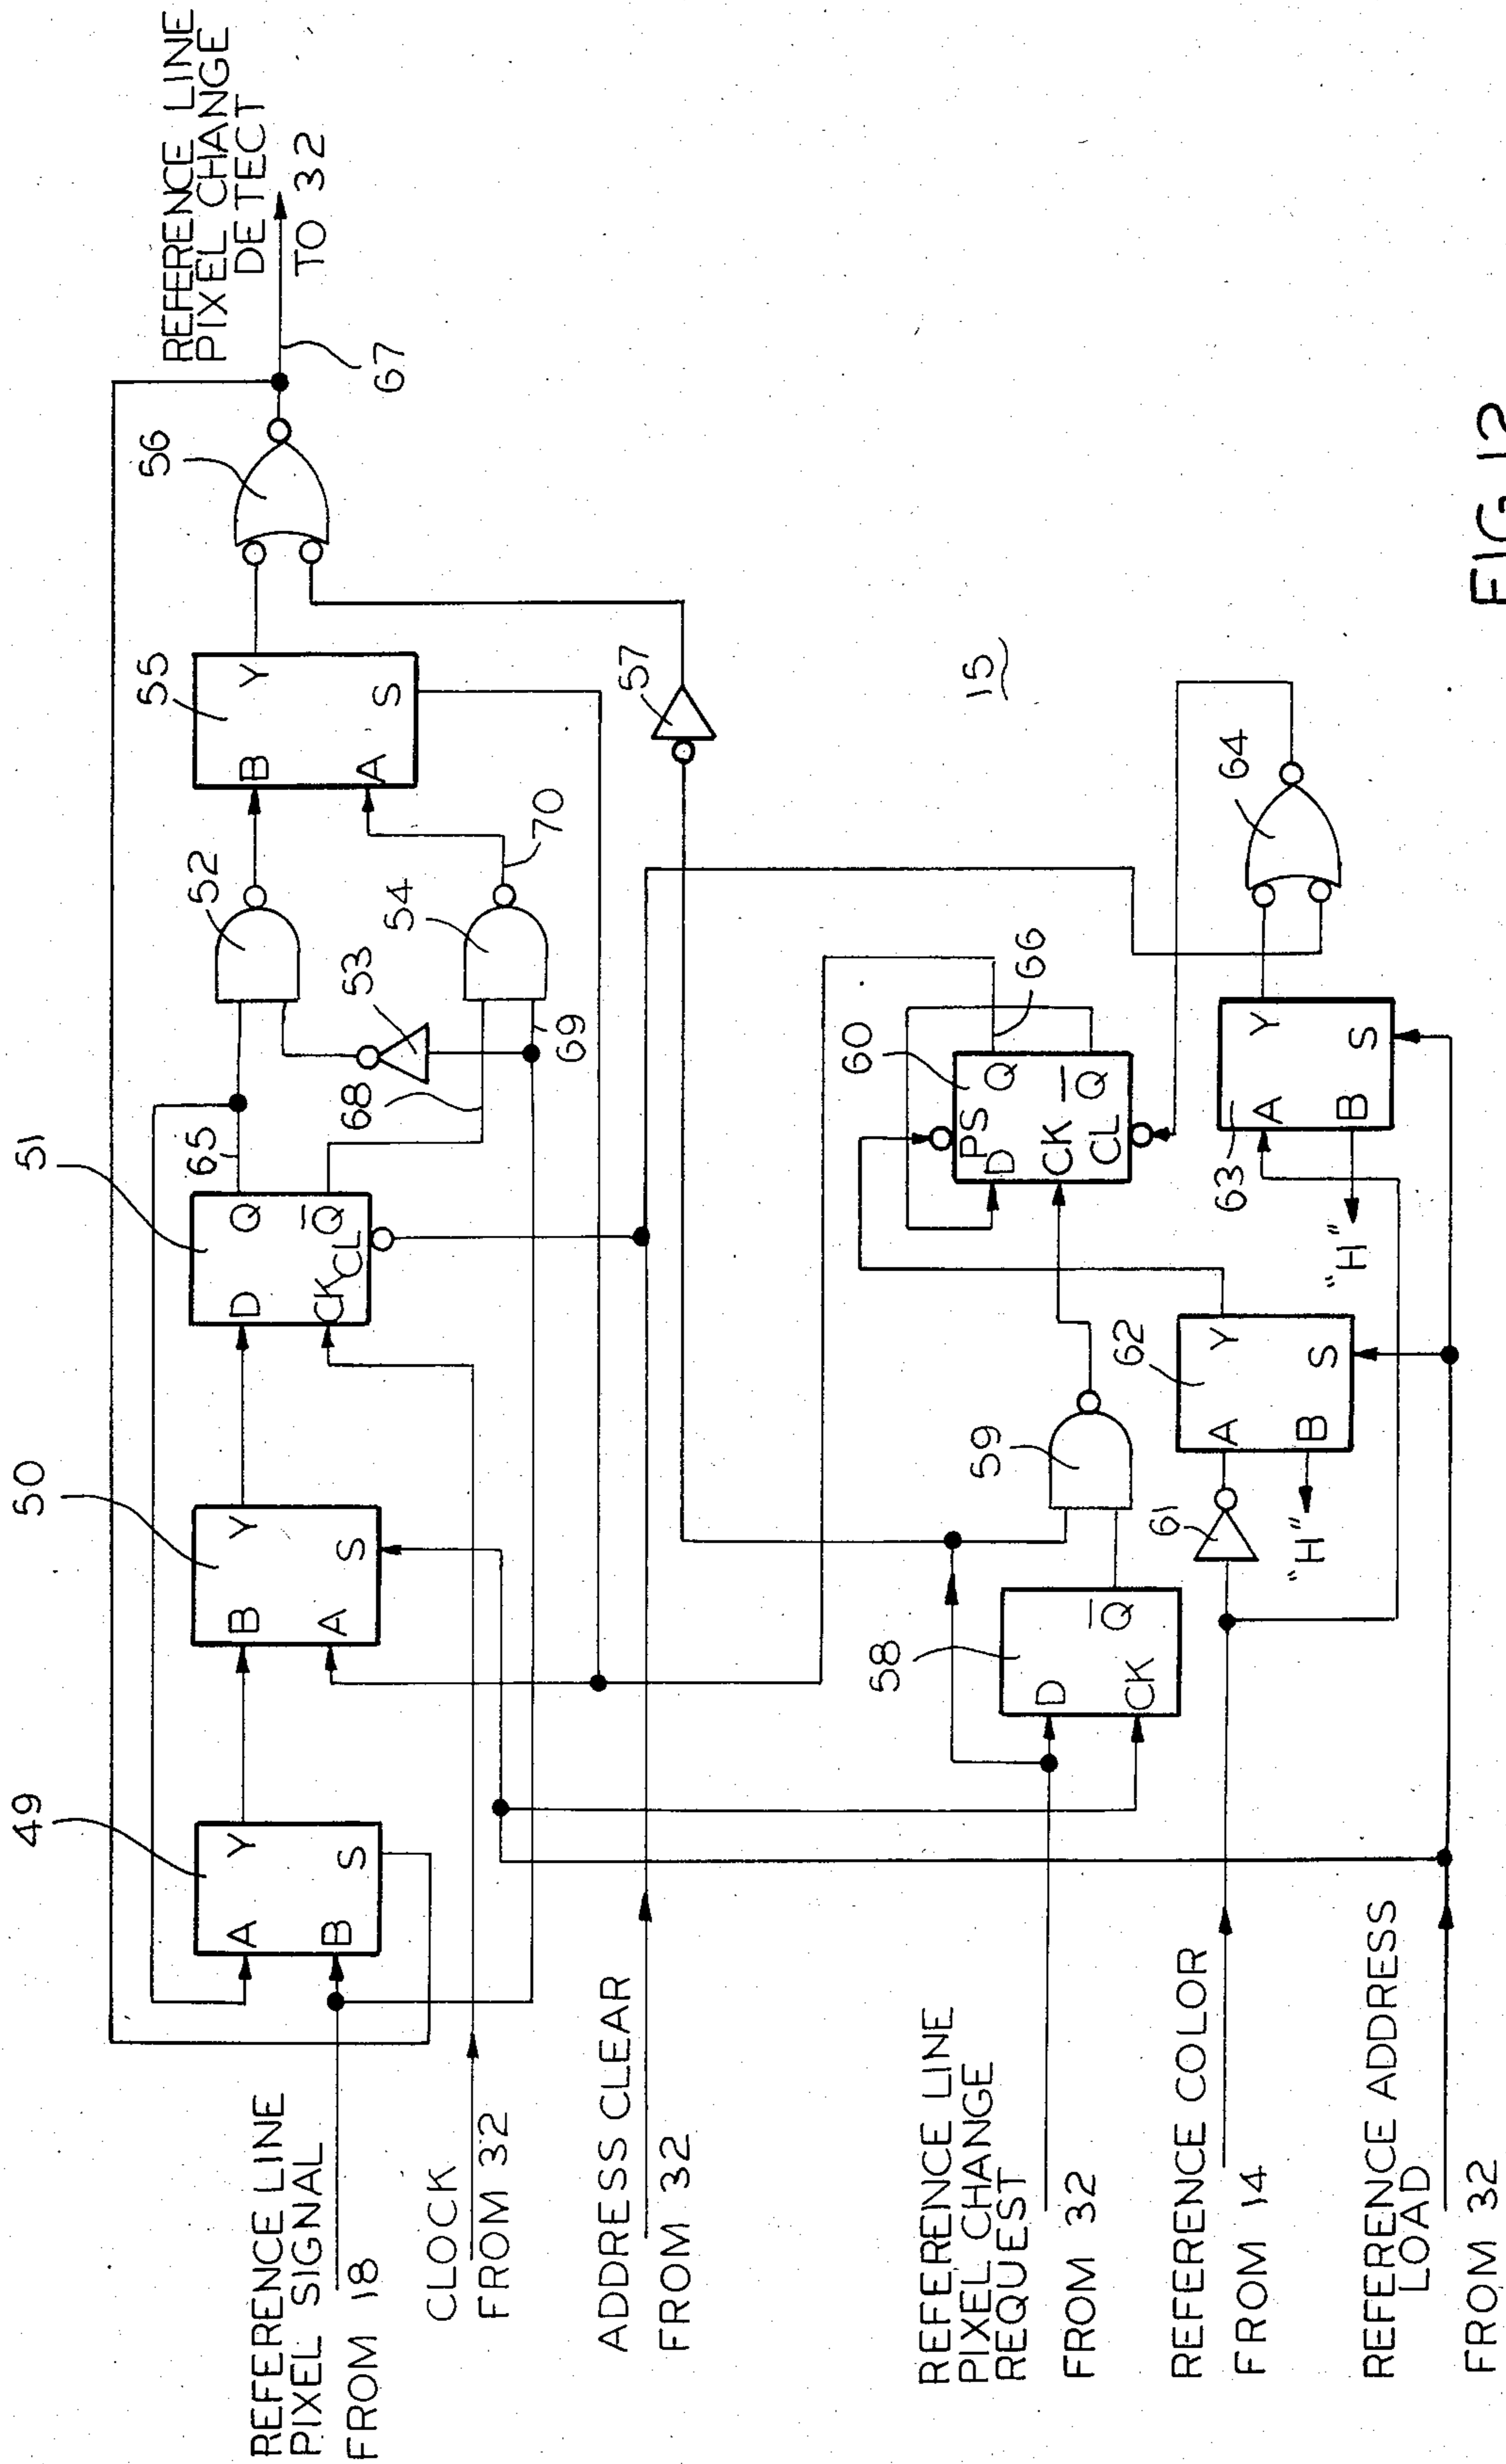 REFERENCE LINE
PIXEL SIGNAL
FROM 18
CLOCK
FROM 32
ADDRESS CLEAR
FROM 32
REFERENCE LINE
PIXEL CHANGE
REQUEST
FROM 32
REFERENCE COLOR
FROM 14
REFERENCE ADDRESS
LOAD
FROM 32
49
A
B
Y
S
50
B
A
Y
S
51
D
CK
Q
Q̅
CL
65
68
52
53
54
69
70
55
B
A
Y
S
56
57
67
REFERENCE LINE
PIXEL CHANGE
DETECT
TO 32
58
D
CK
Q̅
59
60
PS
D
CK
CL
Q
Q̅
66
61
62
A
B
Y
S
"H"
63
A
B
Y
S
"H"
64
15
FIG. 12